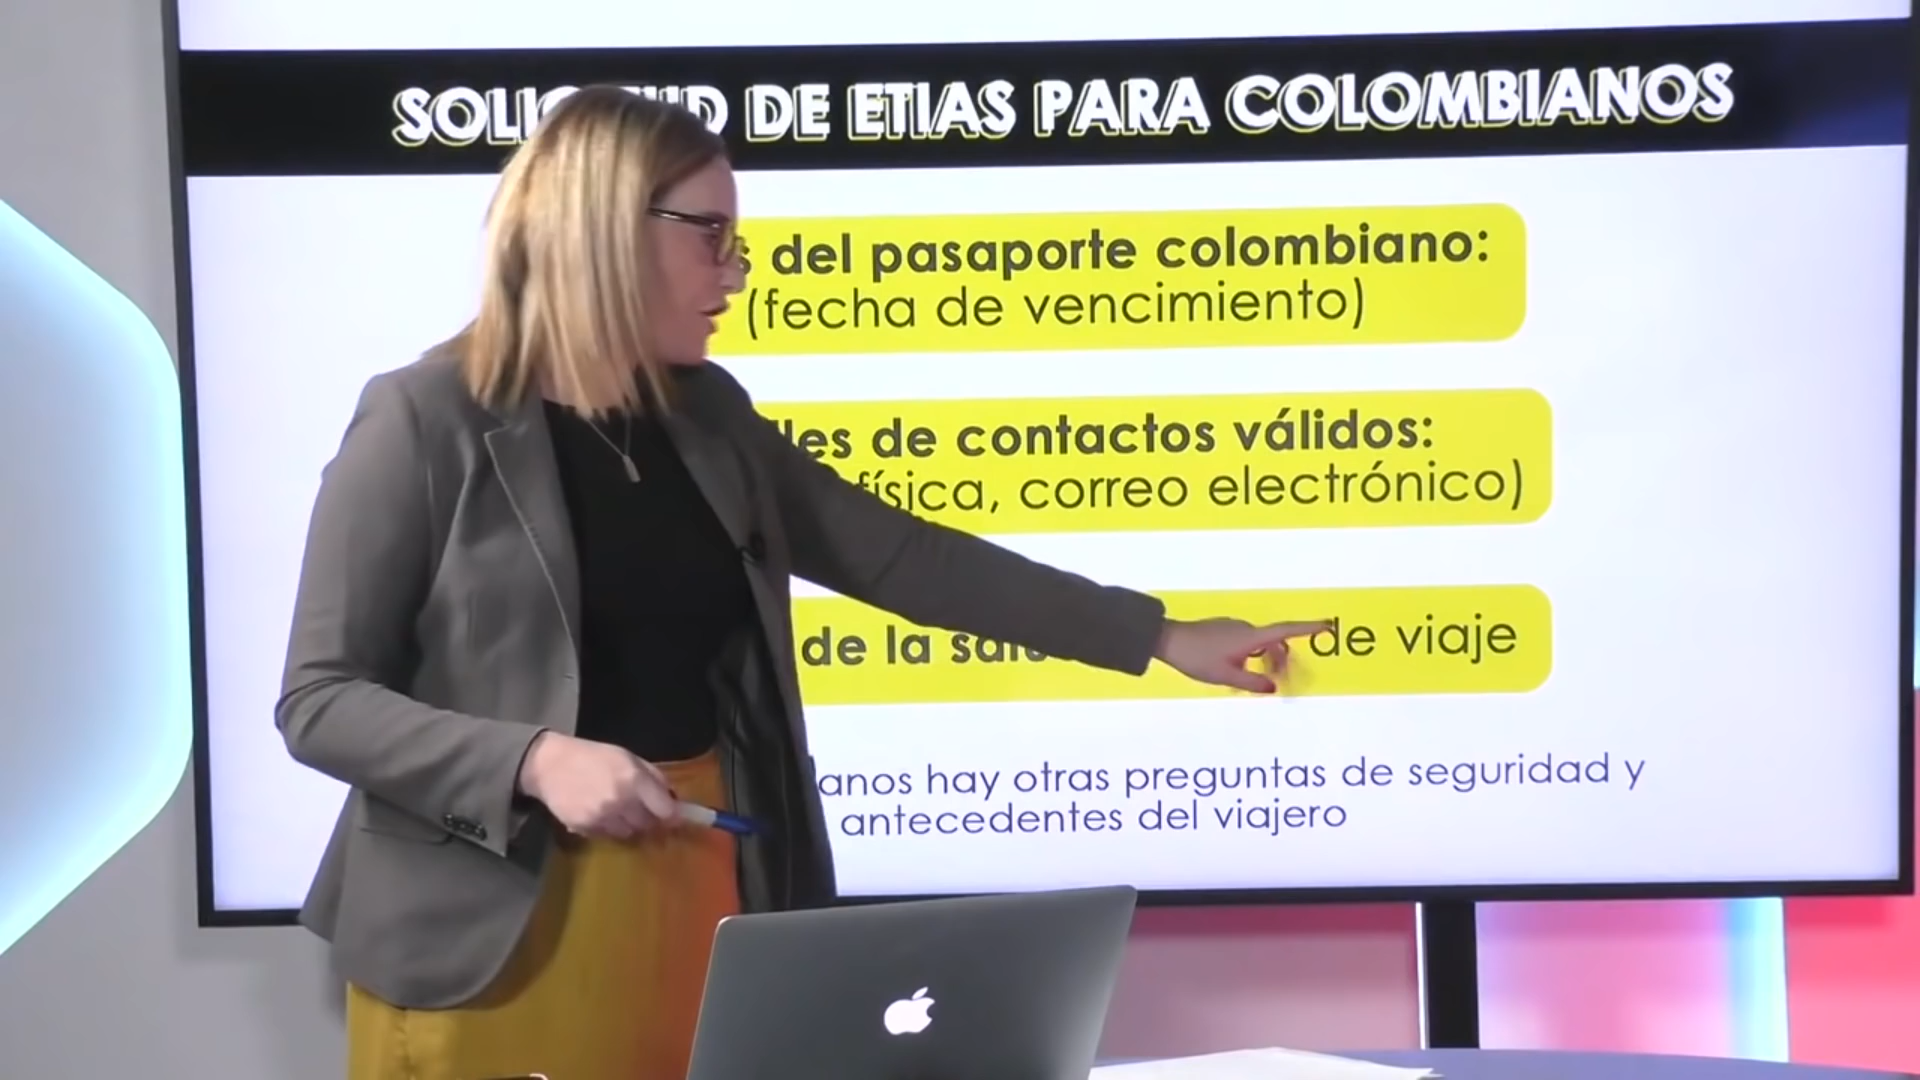 DE ETIAS PARA COLOMBIANOS
del pasaporte colombiano:
(fecha de vencimiento)
de contactos válidos:
física, correo electrónico)
de la de viaje
hay otras preguntas de seguridad y
antecedentes del viajero